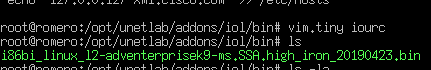 echo '127.0.0.127 xml.cisco.com' >> /etc/hosts
root@romero:/opt/unetlab/addons/iol/bin# vim.tiny iourc
root@romero:/opt/unetlab/addons/iol/bin# ls
i86bi_linux_l2-adventerprisek9-ms.SSA.high_iron_20190423.bin
root@romero:/opt/unetlab/addons/iol/bin# ls -la